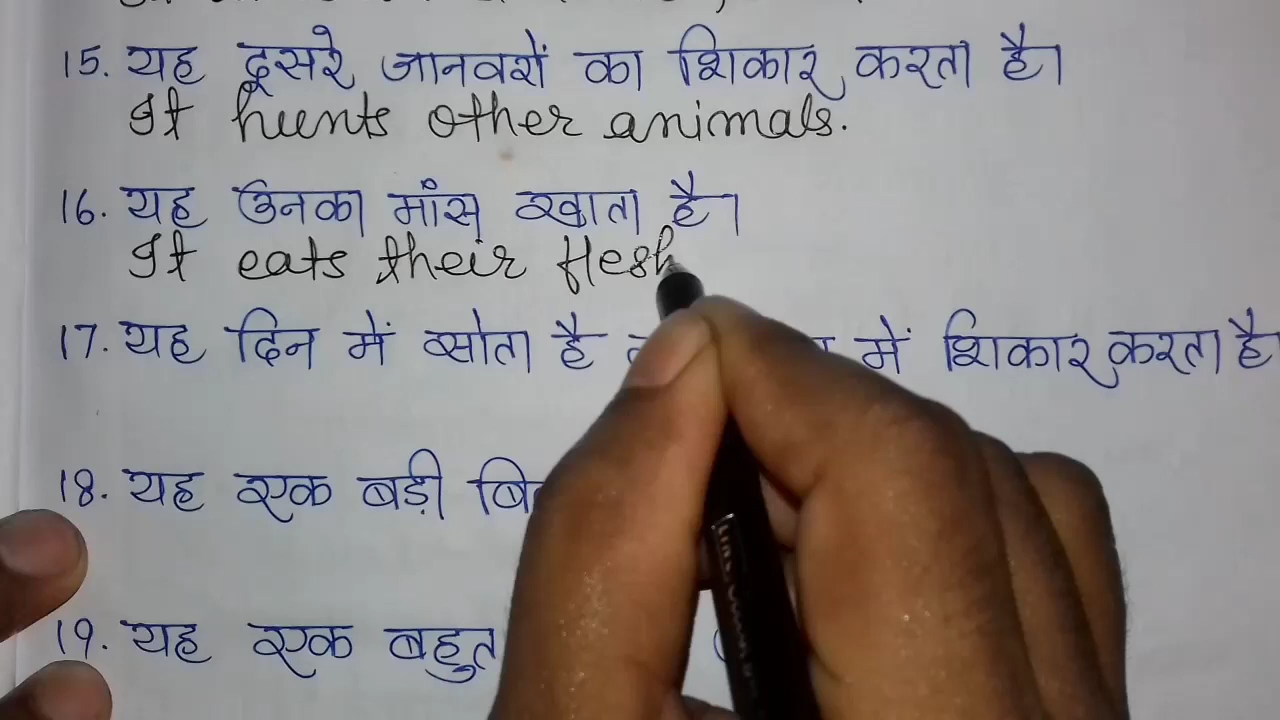 15. यह दूसरे जानवरों का शिकार करता है।
It hunts other animals.
16. यह उनका माँस खाता है।
It eats their flesh
17. यह दिन में सोता है में शिकार करता है
18. यह एक बड़ी
19. यह एक बहुत